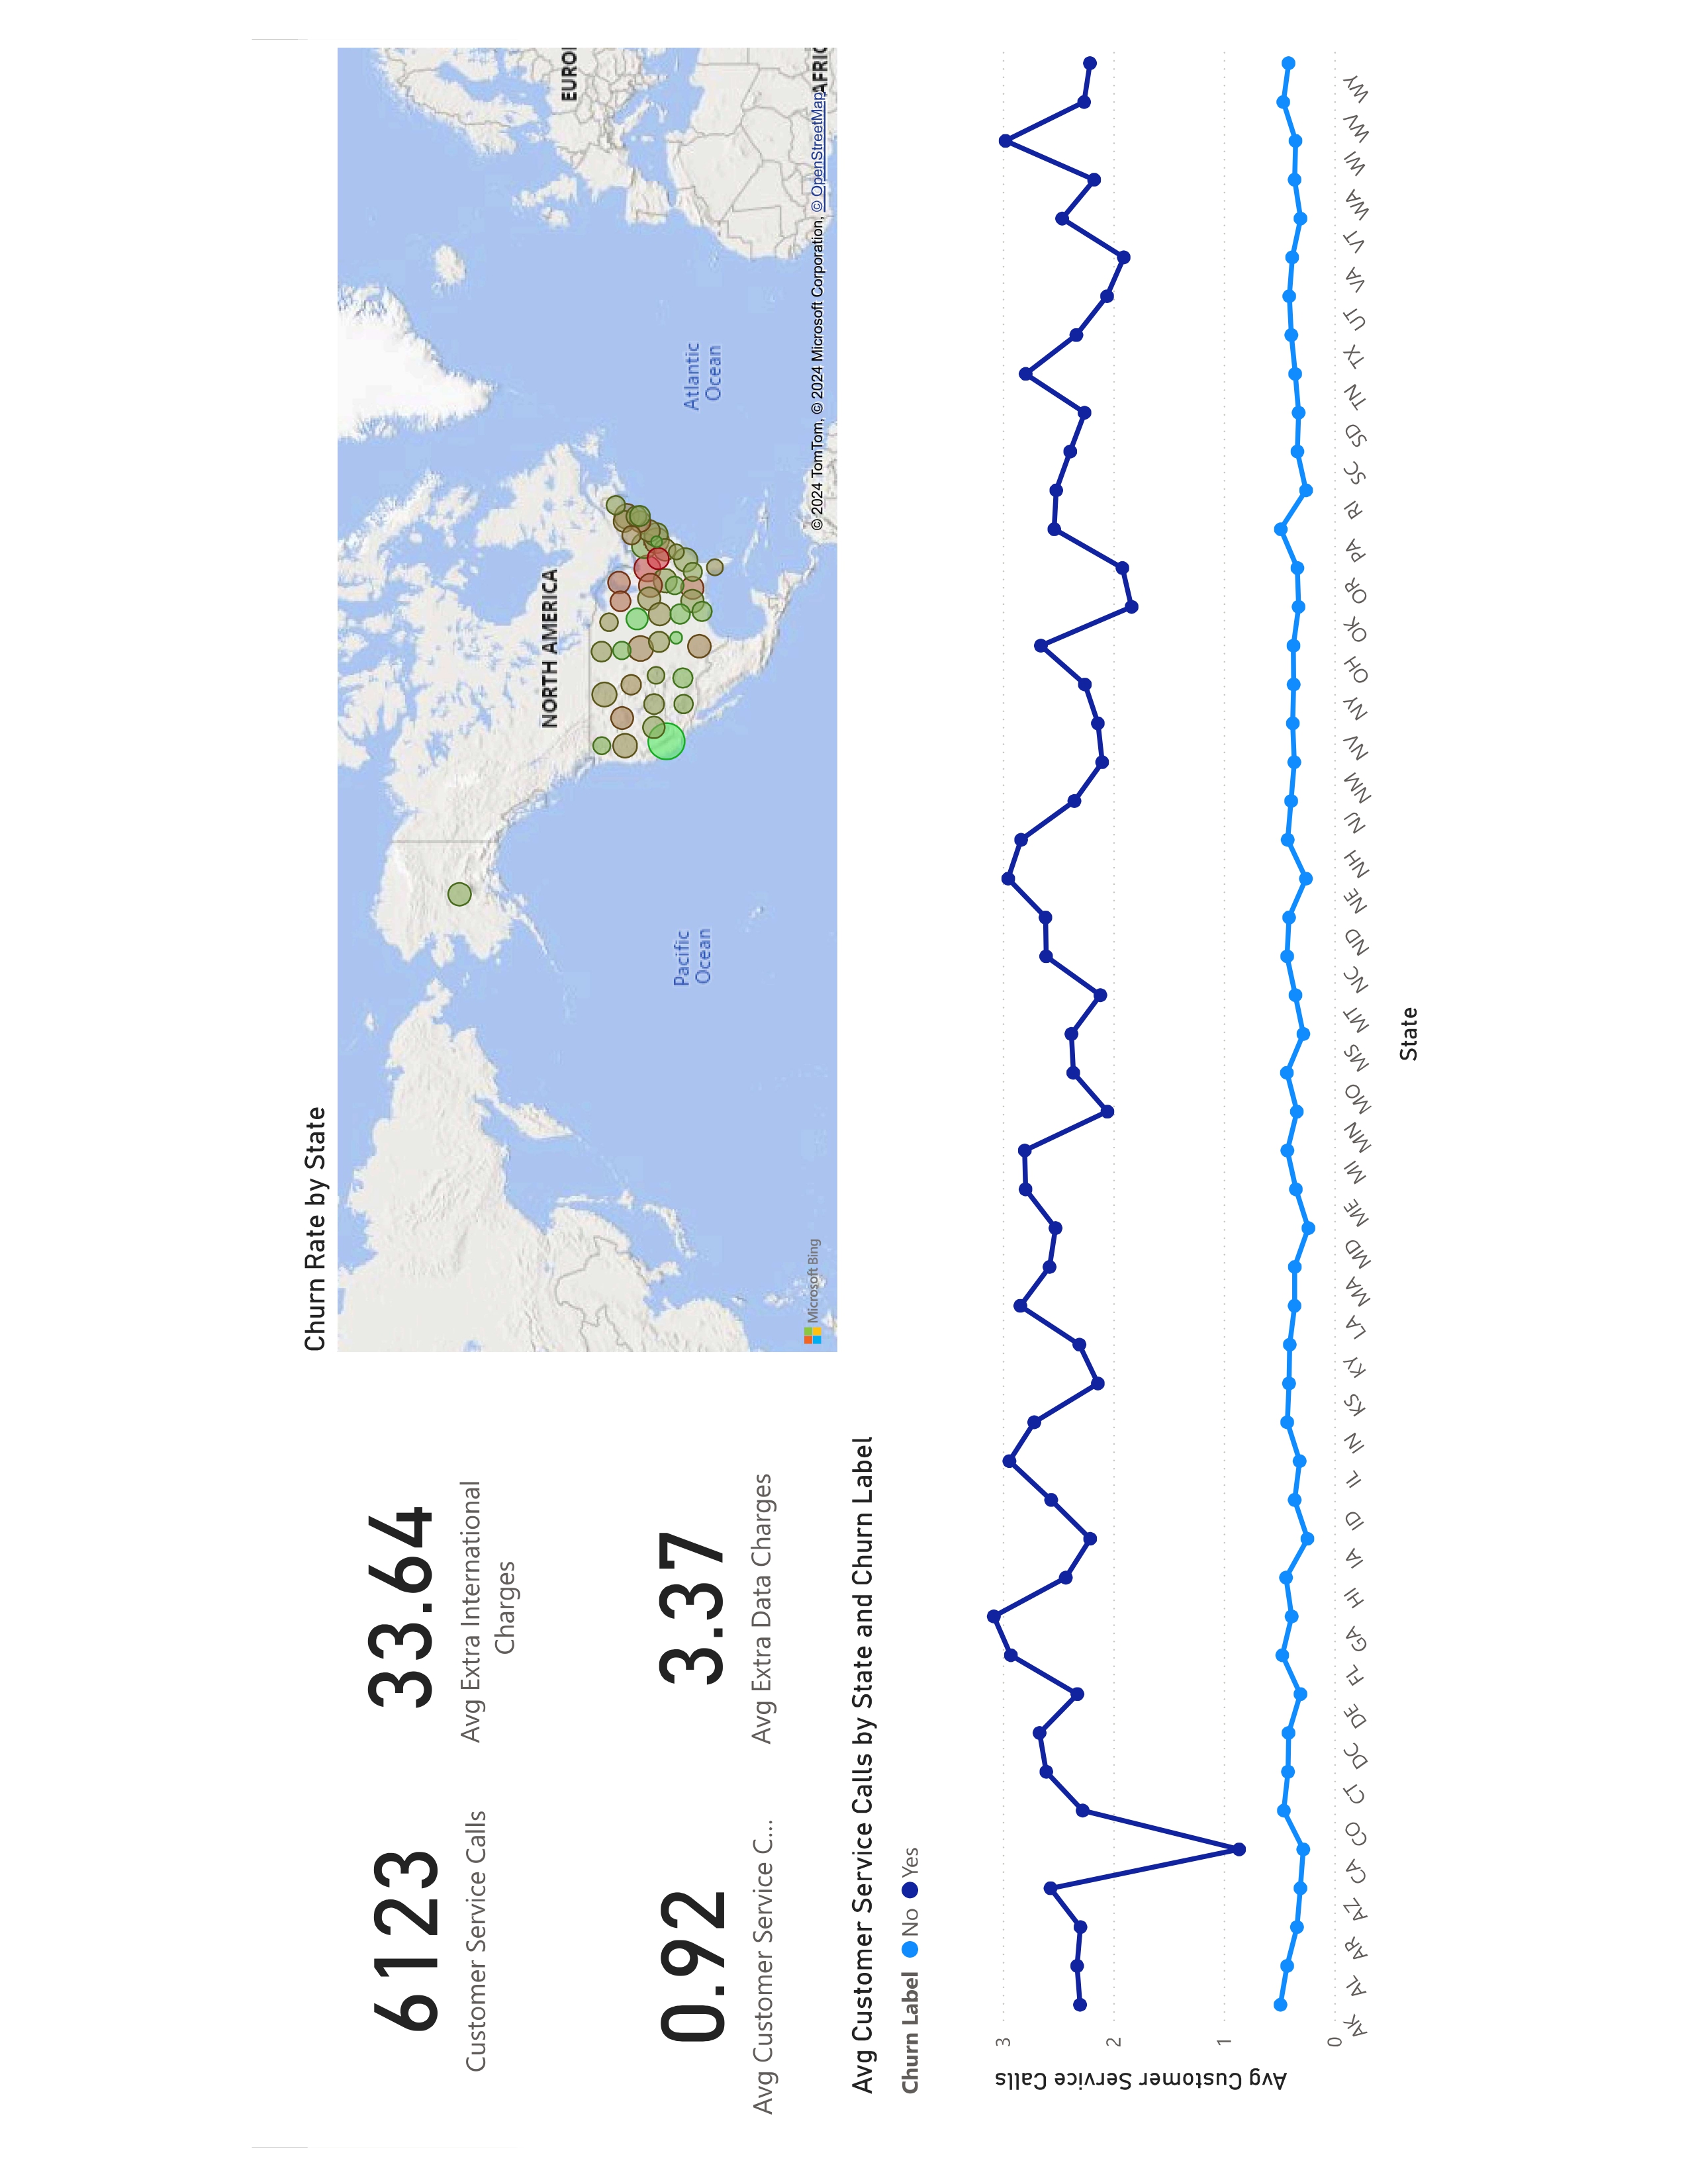 6123
Customer Service Calls
33.64
Avg Extra International
Charges
0.92
Avg Customer Service C...
3.37
Avg Extra Data Charges
Churn Rate by State
NORTH AMERICA
EURO
Pacific
Ocean
Atlantic
Ocean
Microsoft Bing
© 2024 TomTom, © 2024 Microsoft Corporation, © OpenStreetMap
AFRIC
Avg Customer Service Calls by State and Churn Label
Churn Label No Yes
Avg Customer Service Calls
3
2
1
0
AK AL AR AZ CA CO CT DC DE FL GA HI IA ID IL IN KS KY LA MA MD ME MI MN MO MS MT NC ND NE NH NJ NM NV NY OH OK OR PA RI SC SD TN TX UT VA VT WA WI WV WY
State